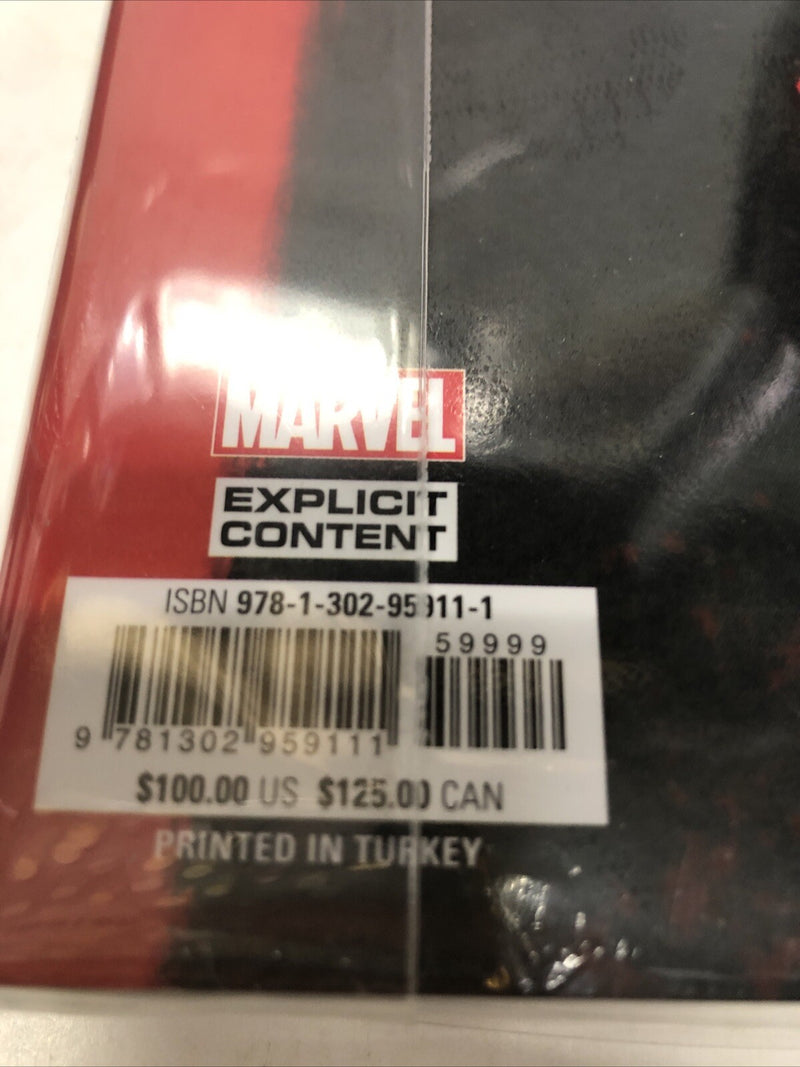 MARVEL
EXPLICIT
CONTENT
ISBN 978-1-302-95911-1
59999
9 781302 959111
$100.00 US $125.00 CAN
PRINTED IN TURKEY